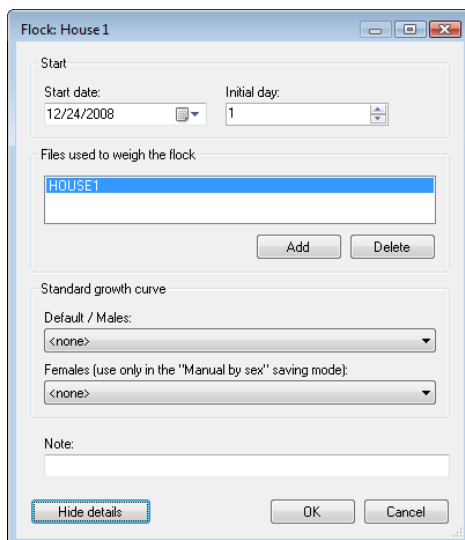 Flock: House 1
Start
Start date: Initial day:
12/24/2008 1
Files used to weigh the flock
HOUSE1
Add Delete
Standard growth curve
Default / Males:
<none>
Females (use only in the "Manual by sex" saving mode):
<none>
Note:
Hide details OK Cancel